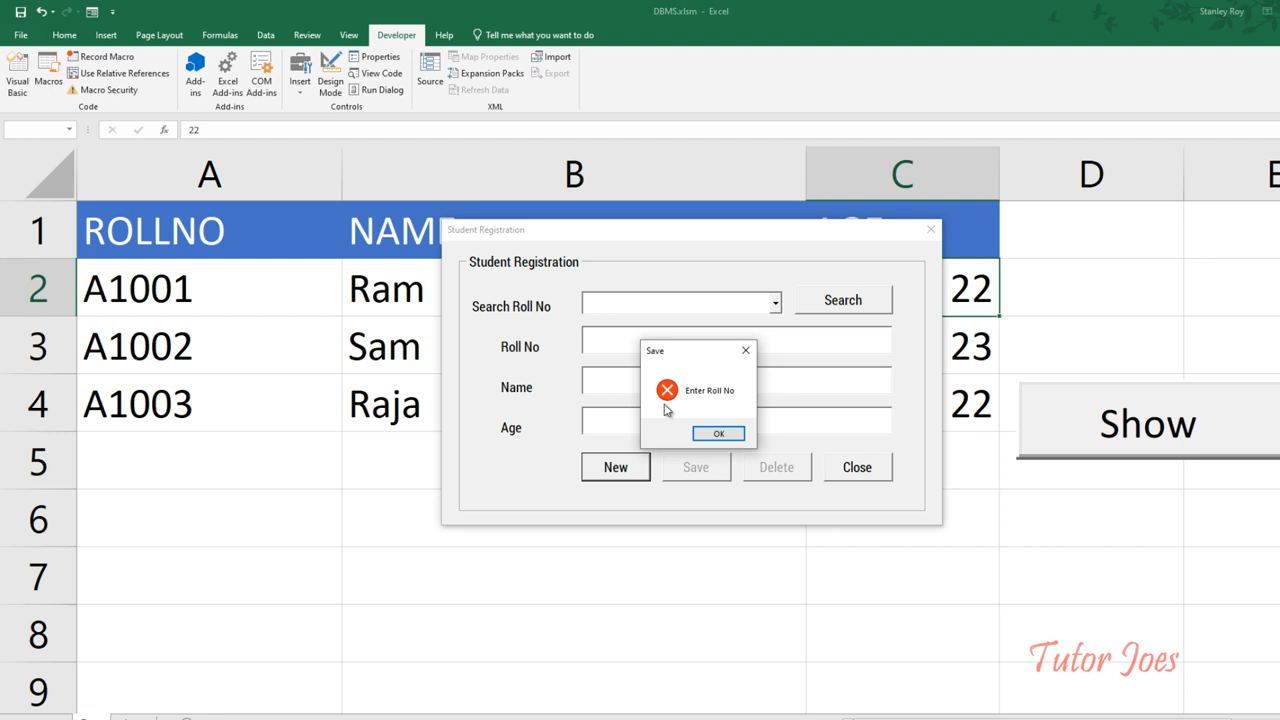 DBMS.xlsm - Excel
Stanley Roy
File Home Insert Page Layout Formulas Data Review View Developer Help Tell me what you want to do
Visual Basic
Macros
Record Macro
Use Relative References
Macro Security
Code
Add-ins
Excel Add-ins
COM Add-ins
Add-ins
Insert
Design Mode
Properties
View Code
Run Dialog
Controls
Source
Map Properties
Expansion Packs
Refresh Data
Import
Export
XML
fx 22
A B C D E
1 ROLLNO NAME
2 A1001 Ram 22
3 A1002 Sam 23
4 A1003 Raja 22
5
6
7
8
9
Student Registration
Student Registration
Search Roll No
Search
Roll No
Name
Age
New Save Delete Close
Save
Enter Roll No
OK
Show
Tutor Joes